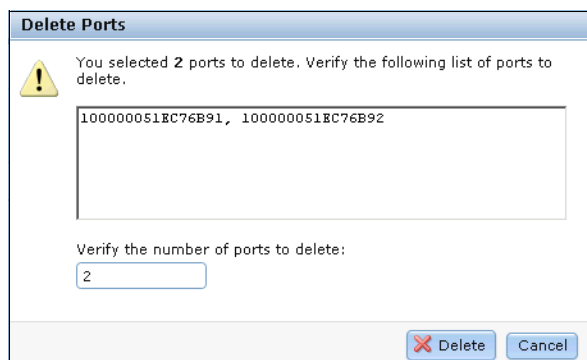 Delete Ports
You selected 2 ports to delete. Verify the following list of ports to
delete.
100000051EC76B91, 100000051EC76B92
Verify the number of ports to delete:
2
Delete
Cancel